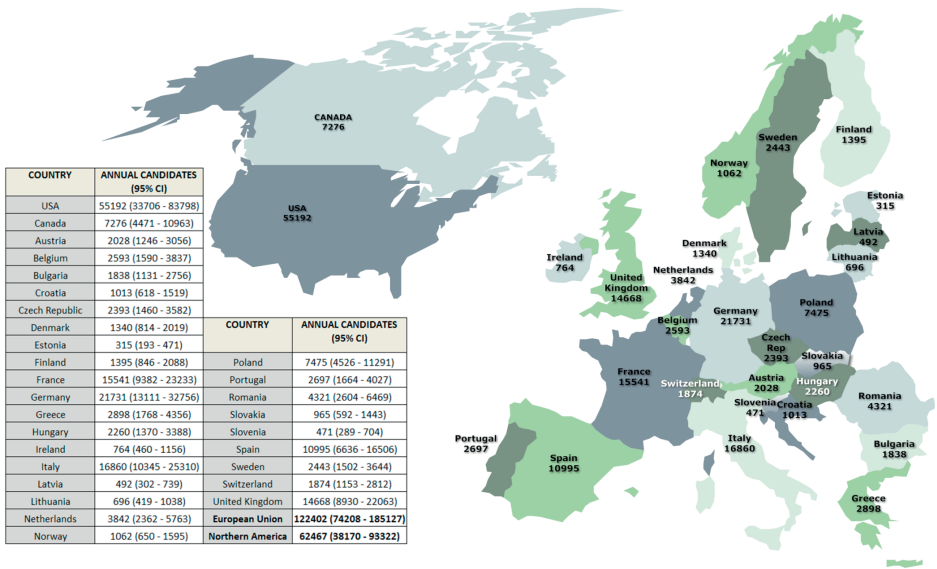 CANADA
7276
USA
55192
COUNTRY ANNUAL CANDIDATES
(95% CI)
USA 55192 (33706 - 83798)
Canada 7276 (4471 - 10963)
Austria 2028 (1246 - 3056)
Belgium 2593 (1590 - 3837)
Bulgaria 1838 (1131 - 2756)
Croatia 1013 (618 - 1519)
Czech Republic 2393 (1460 - 3582)
Denmark 1340 (814 - 2019)
Estonia 315 (193 - 471)
Finland 1395 (846 - 2088)
France 15541 (9382 - 23233)
Germany 21731 (13111 - 32756)
Greece 2898 (1768 - 4356)
Hungary 2260 (1370 - 3388)
Ireland 764 (460 - 1156)
Italy 16860 (10345 - 25310)
Latvia 492 (302 - 739)
Lithuania 696 (419 - 1038)
Netherlands 3842 (2362 - 5763)
Norway 1062 (650 - 1595)
COUNTRY ANNUAL CANDIDATES
(95% CI)
Poland 7475 (4526 - 11291)
Portugal 2697 (1664 - 4027)
Romania 4321 (2604 - 6469)
Slovakia 965 (592 - 1443)
Slovenia 471 (289 - 704)
Spain 10995 (6636 - 16506)
Sweden 2443 (1502 - 3644)
Switzerland 1874 (1153 - 2812)
United Kingdom 14668 (8930 - 22063)
European Union 122402 (74208 - 185127)
Northern America 62467 (38170 - 93322)
Finland
1395
Sweden
2443
Norway
1062
Estonia
315
Latvia
492
Lithuania
696
Denmark
1340
Ireland
764
Netherlands
3842
United
Kingdom
14668
Poland
7475
Germany
21731
Belgium
2593
Czech
Rep
2393
Slovakia
965
France
15541
Switzerland
1874
Austria
2028
Hungary
2260
Romania
4321
Slovenia
471
Croatia
1013
Portugal
2697
Spain
10995
Italy
16860
Bulgaria
1838
Greece
2898